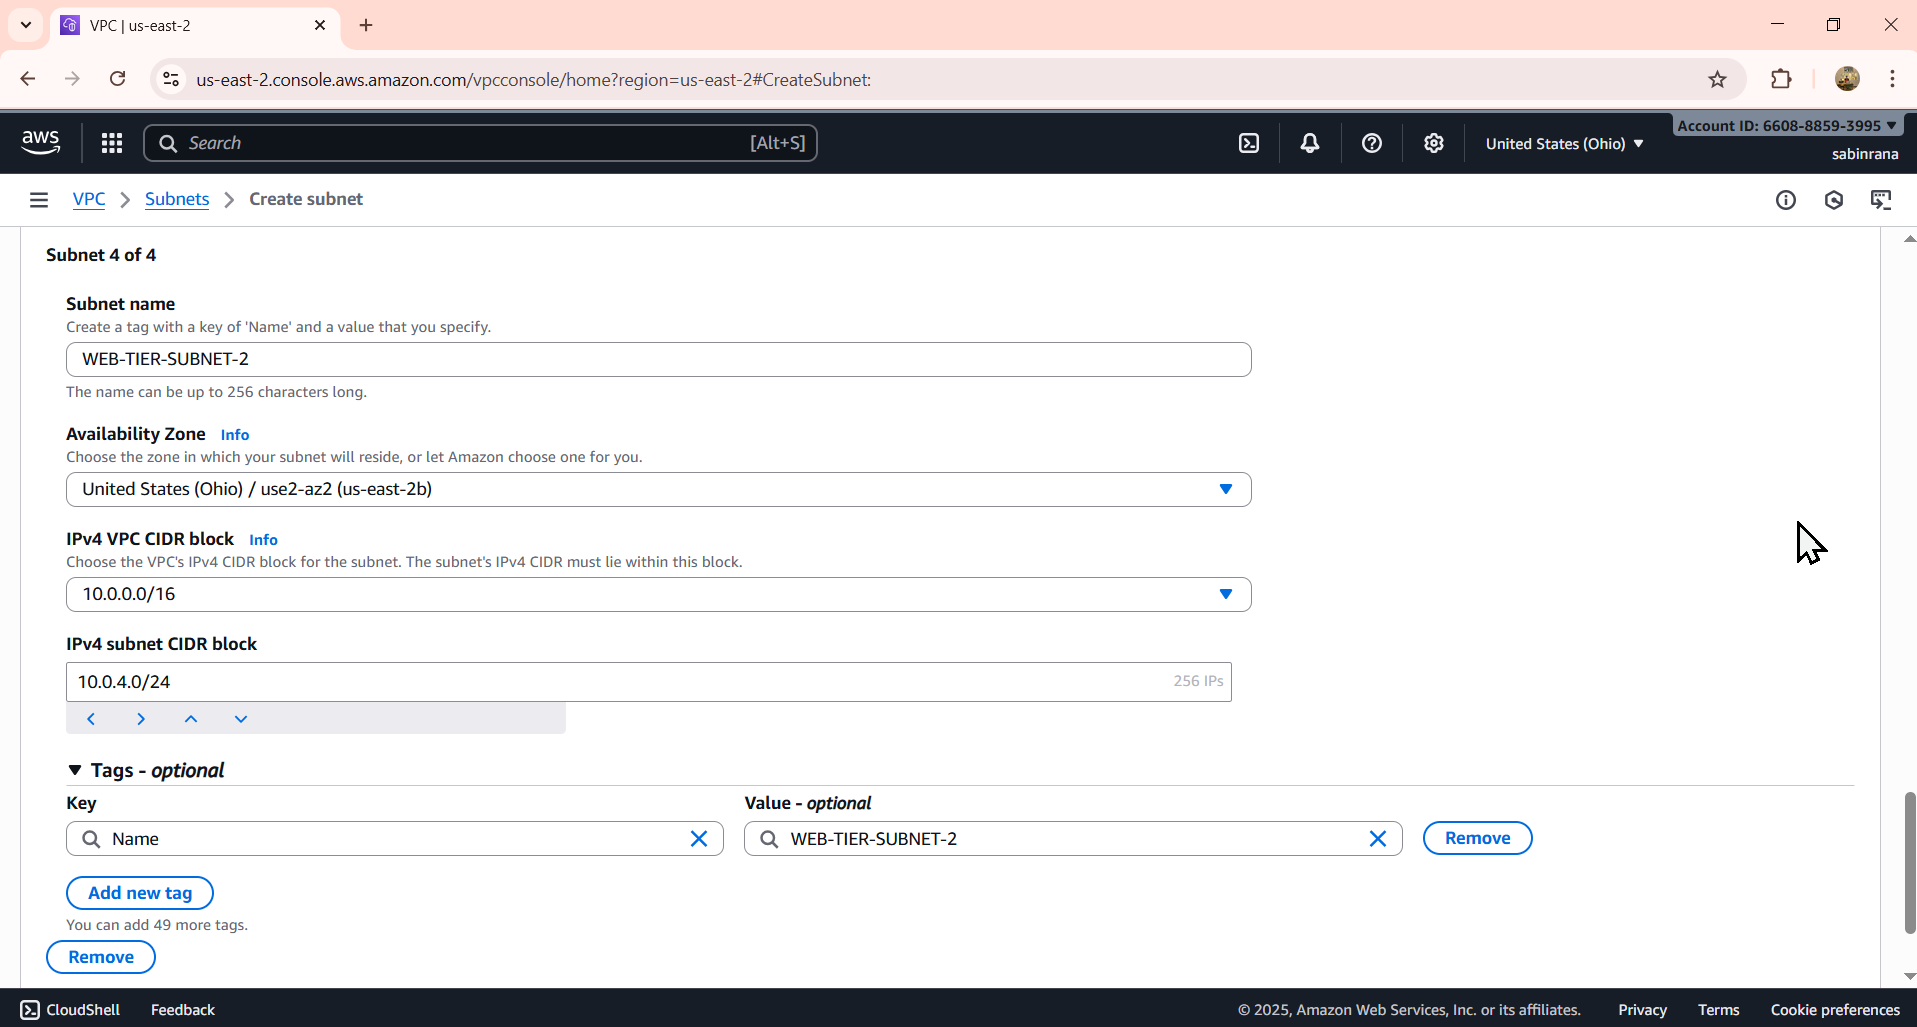 VPC | us-east-2
us-east-2.console.aws.amazon.com/vpcconsole/home?region=us-east-2#CreateSubnet:
aws
Search [Alt+S]
United States (Ohio)
Account ID: 6608-8859-3995
sabinrana
VPC Subnets Create subnet
Subnet 4 of 4
Subnet name
Create a tag with a key of 'Name' and a value that you specify.
WEB-TIER-SUBNET-2
The name can be up to 256 characters long.
Availability Zone Info
Choose the zone in which your subnet will reside, or let Amazon choose one for you.
United States (Ohio) / use2-az2 (us-east-2b)
IPv4 VPC CIDR block Info
Choose the VPC's IPv4 CIDR block for the subnet. The subnet's IPv4 CIDR must lie within this block.
10.0.0.0/16
IPv4 subnet CIDR block
10.0.4.0/24 256 IPs
Tags - optional
Key Value - optional
Name WEB-TIER-SUBNET-2 Remove
Add new tag
You can add 49 more tags.
Remove
CloudShell Feedback © 2025, Amazon Web Services, Inc. or its affiliates. Privacy Terms Cookie preferences